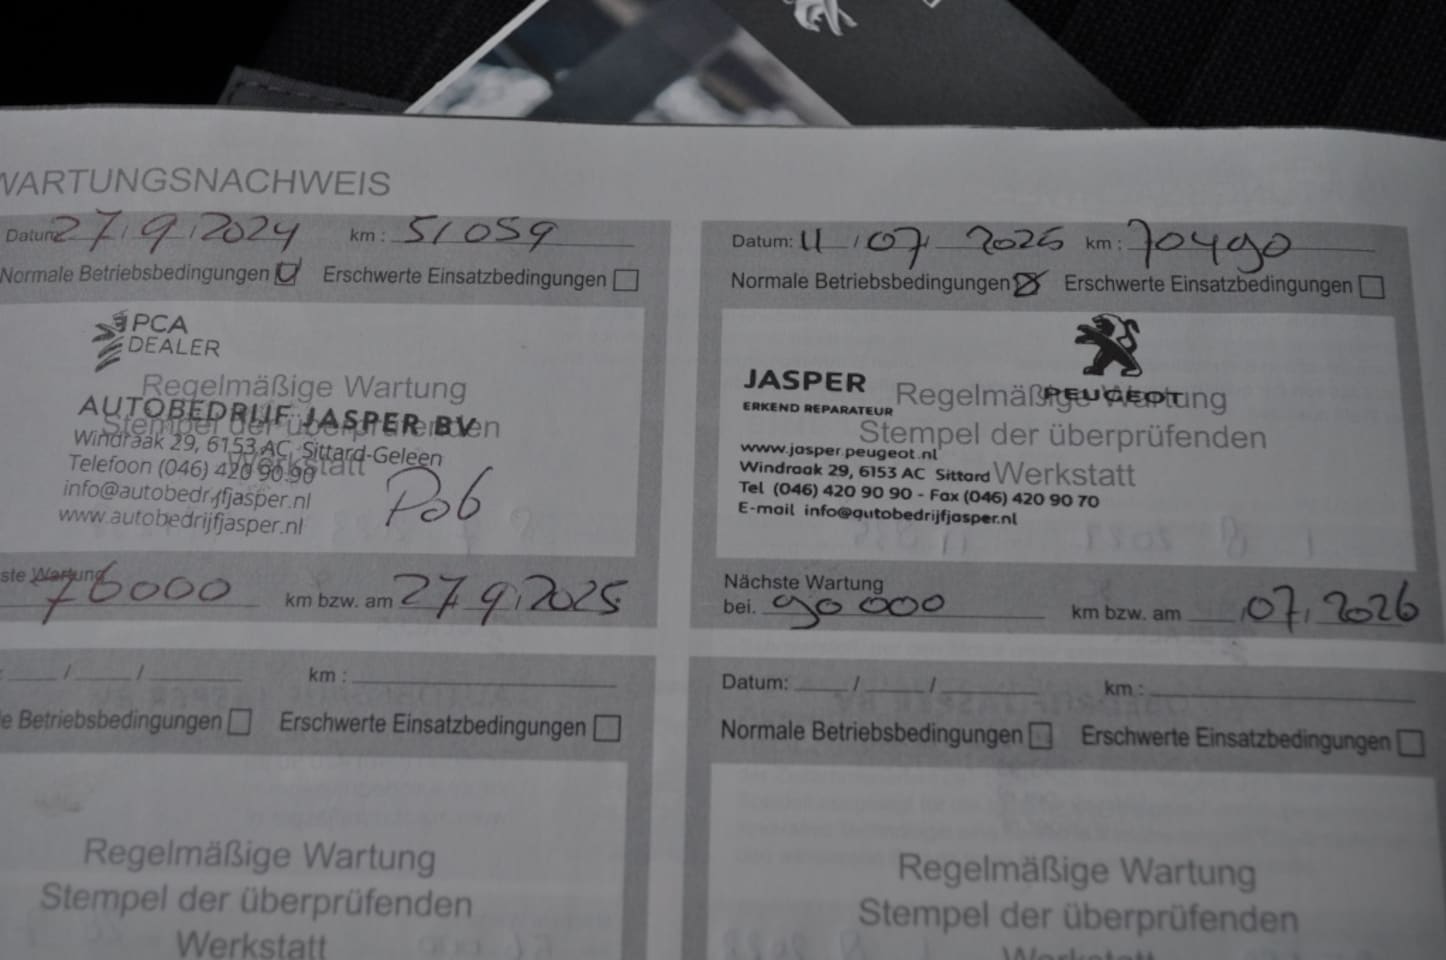 WARTUNGSNACHWEIS
Datum: 27.9.2024 km : 51059
Normale Betriebsbedingungen Erschwerte Einsatzbedingungen
PCA
DEALER
Regelmäßige Wartung
AUTOBEDRIJF JASPER BV
Stempel der überprüfenden
Windraak 29, 6153 AC Sittard-Geleen
Werkstatt
Telefoon (046) 420 90 90
info@autobedrijfjasper.nl
www.autobedrijfjasper.nl
ste Wartung
76000 km bzw. am 27.9.2025
Datum: 11 / 07 2025 km : 70490
Normale Betriebsbedingungen Erschwerte Einsatzbedingungen
JASPER
ERKEND REPARATEUR
PEUGEOT
Regelmäßige Wartung
Stempel der überprüfenden
Werkstatt
www.jasper.peugeot.nl
Windraak 29, 6153 AC Sittard
Tel (046) 420 90 90 - Fax (046) 420 90 70
E-mail info@autobedrijfjasper.nl
Nächste Wartung
bei. 90 000 km bzw. am 07.2026
: / / km :
e Betriebsbedingungen Erschwerte Einsatzbedingungen
Regelmäßige Wartung
Stempel der überprüfenden
Werkstatt
Datum: / / km :
Normale Betriebsbedingungen Erschwerte Einsatzbedingungen
Regelmäßige Wartung
Stempel der überprüfenden
Werkstatt